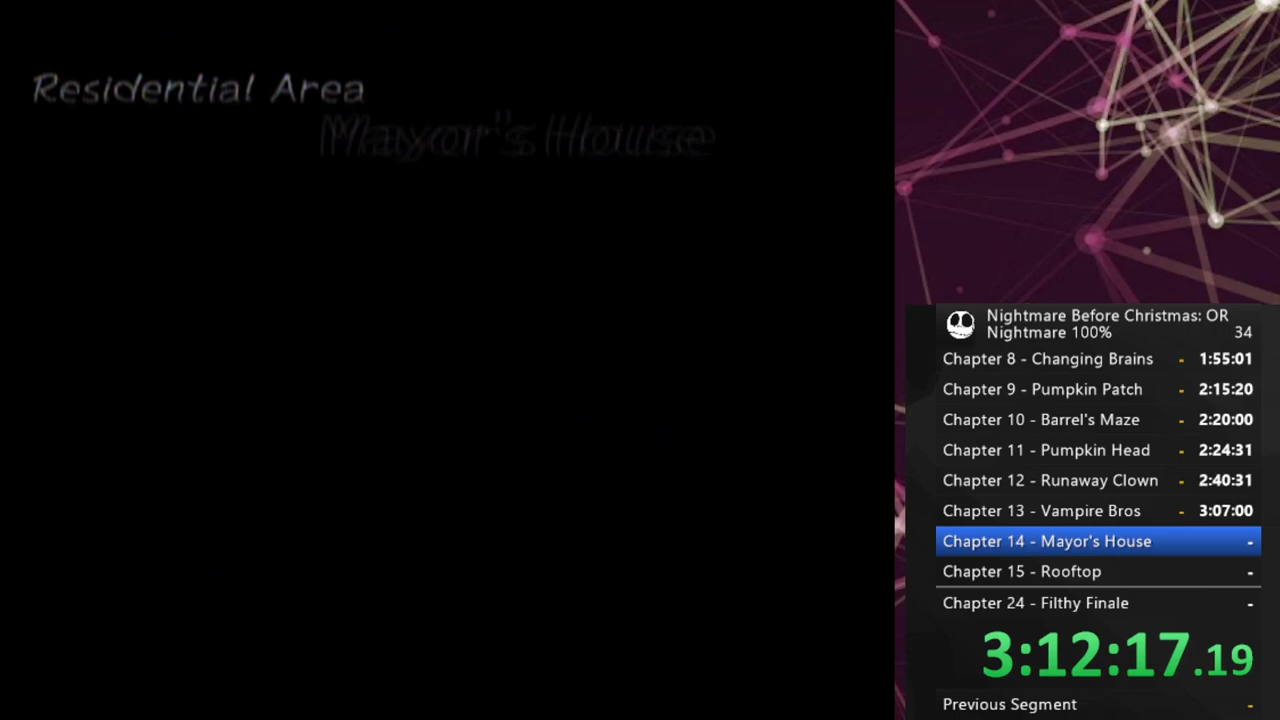 Residential Area
Mayor's House
Nightmare Before Christmas: OR
Nightmare 100% 34
Chapter 8 - Changing Brains - 1:55:01
Chapter 9 - Pumpkin Patch - 2:15:20
Chapter 10 - Barrel's Maze - 2:20:00
Chapter 11 - Pumpkin Head - 2:24:31
Chapter 12 - Runaway Clown - 2:40:31
Chapter 13 - Vampire Bros - 3:07:00
Chapter 14 - Mayor's House -
Chapter 15 - Rooftop -
Chapter 24 - Filthy Finale -
3:12:17.19
Previous Segment -